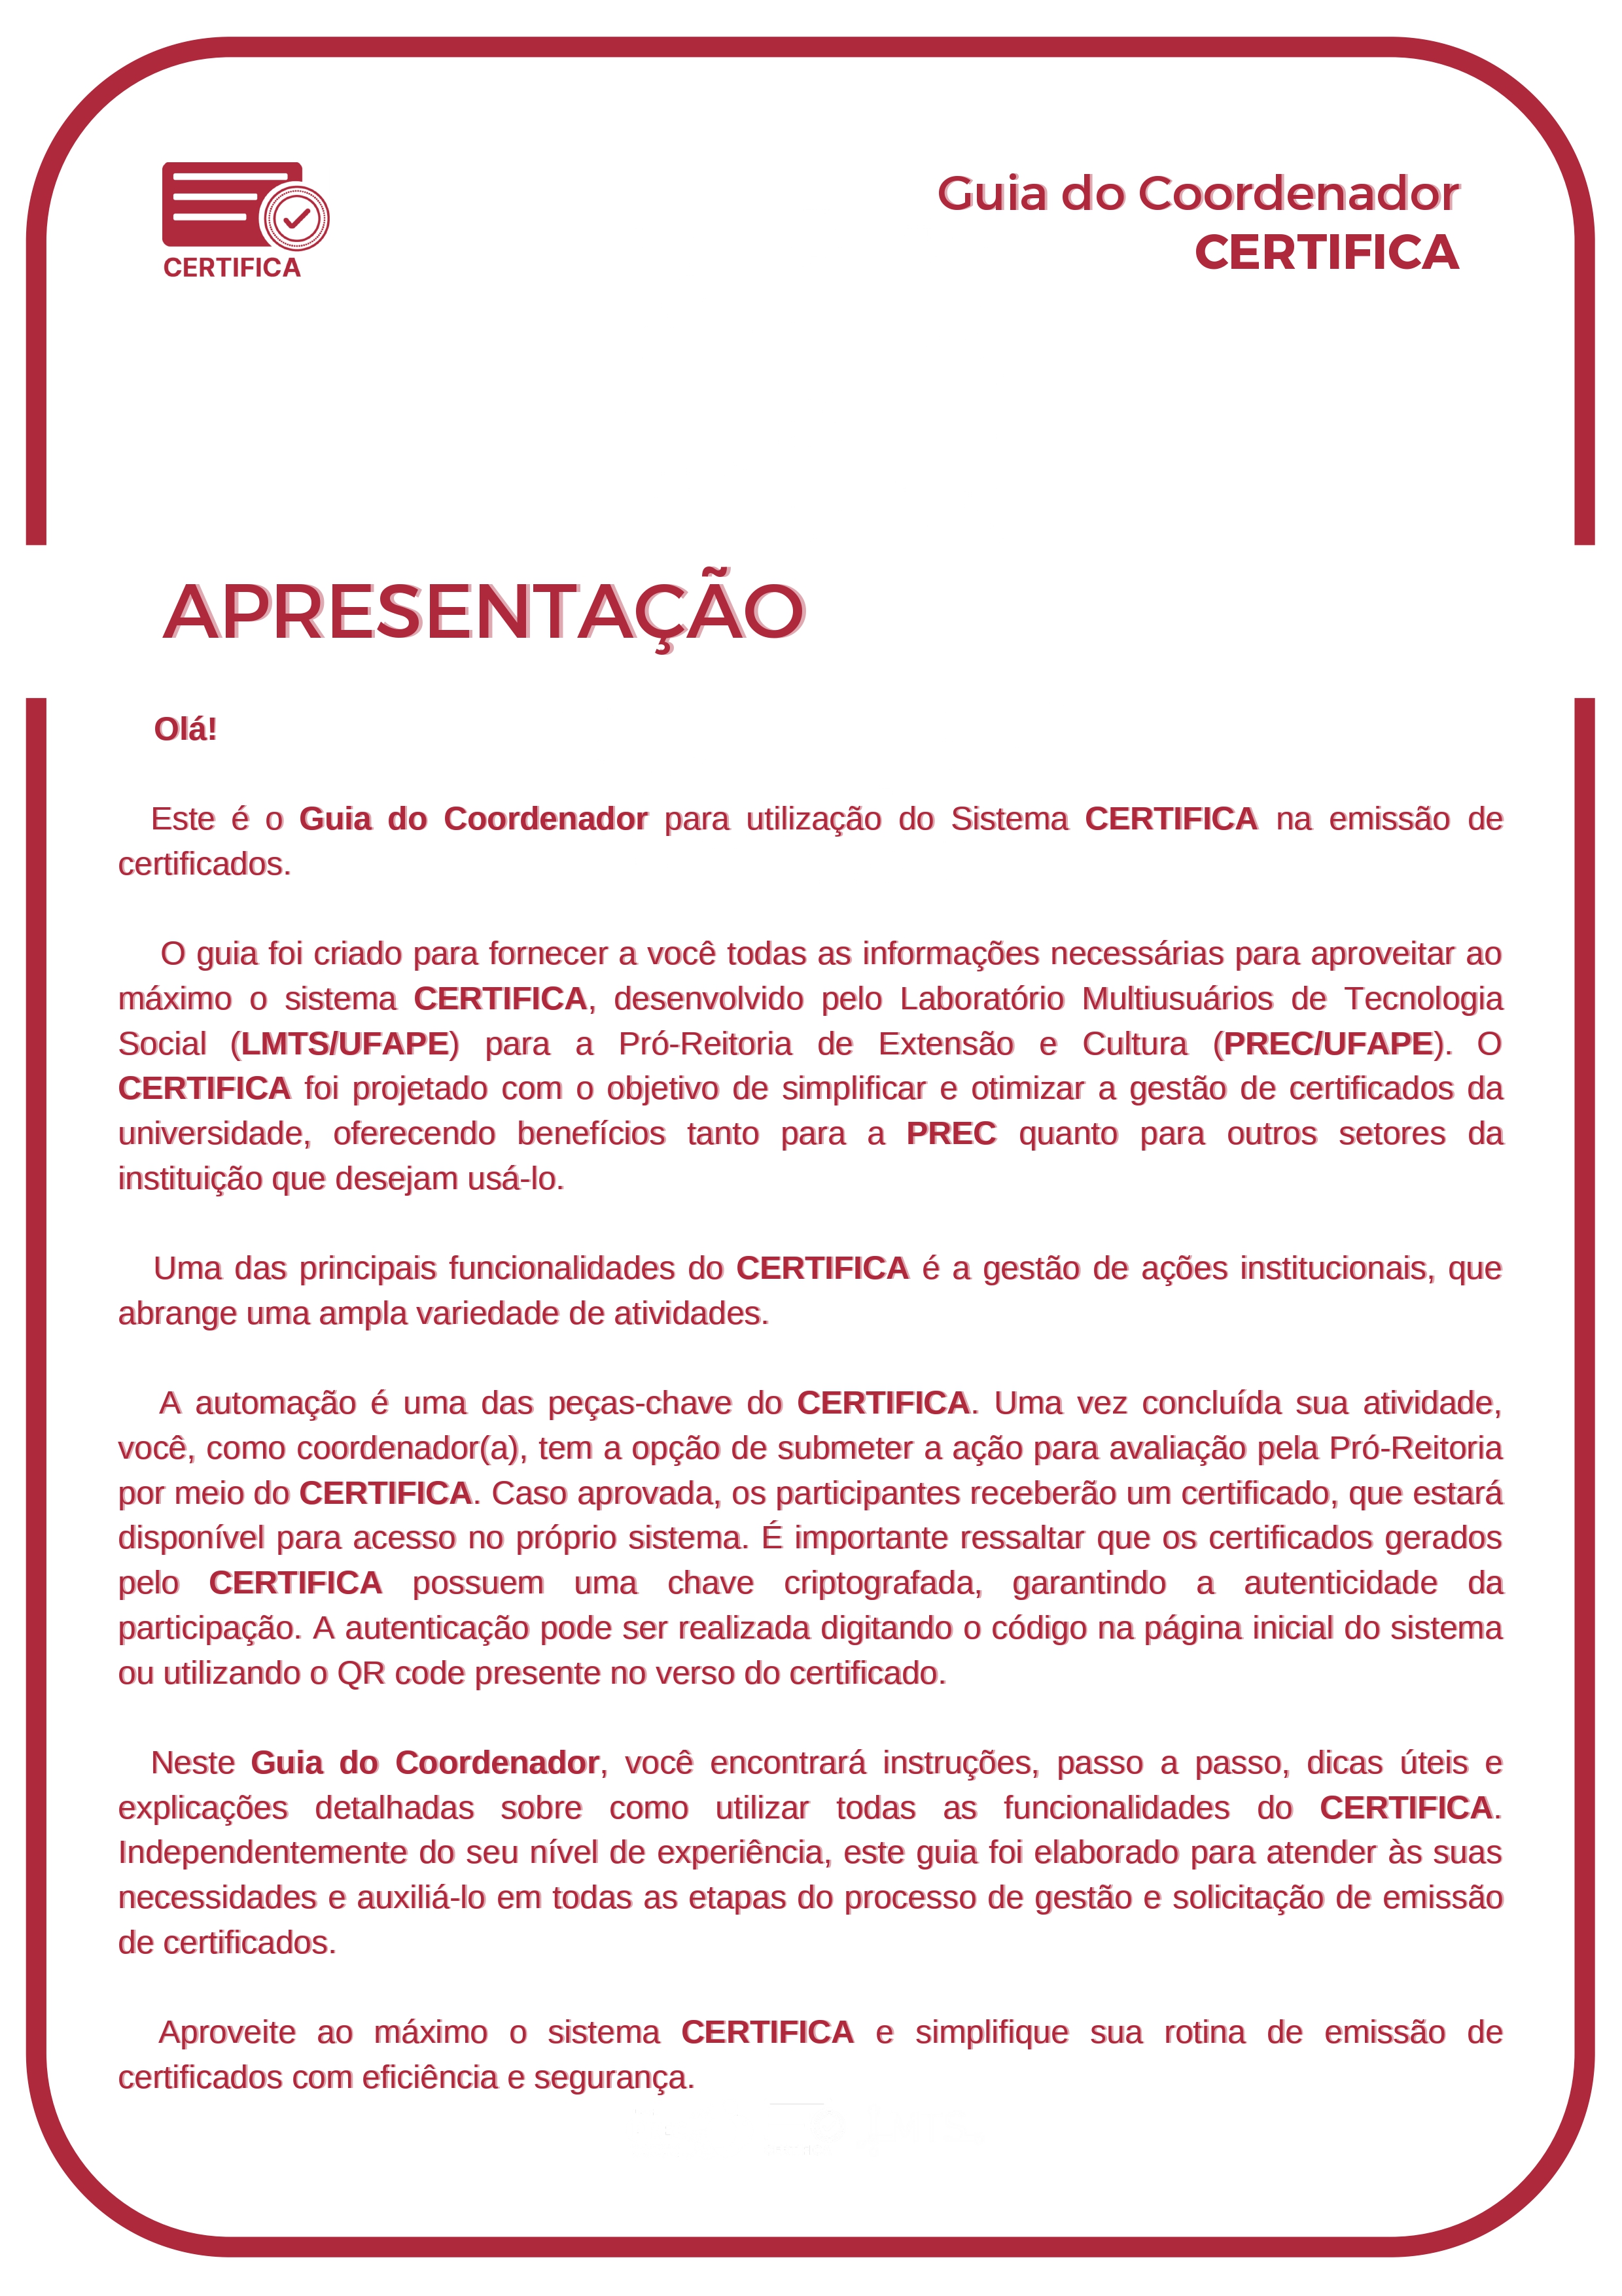 CERTIFICA
Guia do Coordenador
CERTIFICA
APRESENTAÇÃO
Olá!
Este é o Guia do Coordenador para utilização do Sistema CERTIFICA na emissão de
certificados.
O guia foi criado para fornecer a você todas as informações necessárias para aproveitar ao
máximo o sistema CERTIFICA, desenvolvido pelo Laboratório Multiusuários de Tecnologia
Social (LMTS/UFAPE) para a Pró-Reitoria de Extensão e Cultura (PREC/UFAPE). O
CERTIFICA foi projetado com o objetivo de simplificar e otimizar a gestão de certificados da
universidade, oferecendo benefícios tanto para a PREC quanto para outros setores da
instituição que desejam usá-lo.
Uma das principais funcionalidades do CERTIFICA é a gestão de ações institucionais, que
abrange uma ampla variedade de atividades.
A automação é uma das peças-chave do CERTIFICA. Uma vez concluída sua atividade,
você, como coordenador(a), tem a opção de submeter a ação para avaliação pela Pró-Reitoria
por meio do CERTIFICA. Caso aprovada, os participantes receberão um certificado, que estará
disponível para acesso no próprio sistema. É importante ressaltar que os certificados gerados
pelo CERTIFICA possuem uma chave criptografada, garantindo a autenticidade da
participação. A autenticação pode ser realizada digitando o código na página inicial do sistema
ou utilizando o QR code presente no verso do certificado.
Neste Guia do Coordenador, você encontrará instruções, passo a passo, dicas úteis e
explicações detalhadas sobre como utilizar todas as funcionalidades do CERTIFICA.
Independentemente do seu nível de experiência, este guia foi elaborado para atender às suas
necessidades e auxiliá-lo em todas as etapas do processo de gestão e solicitação de emissão
de certificados.
Aproveite ao máximo o sistema CERTIFICA e simplifique sua rotina de emissão de
certificados com eficiência e segurança.